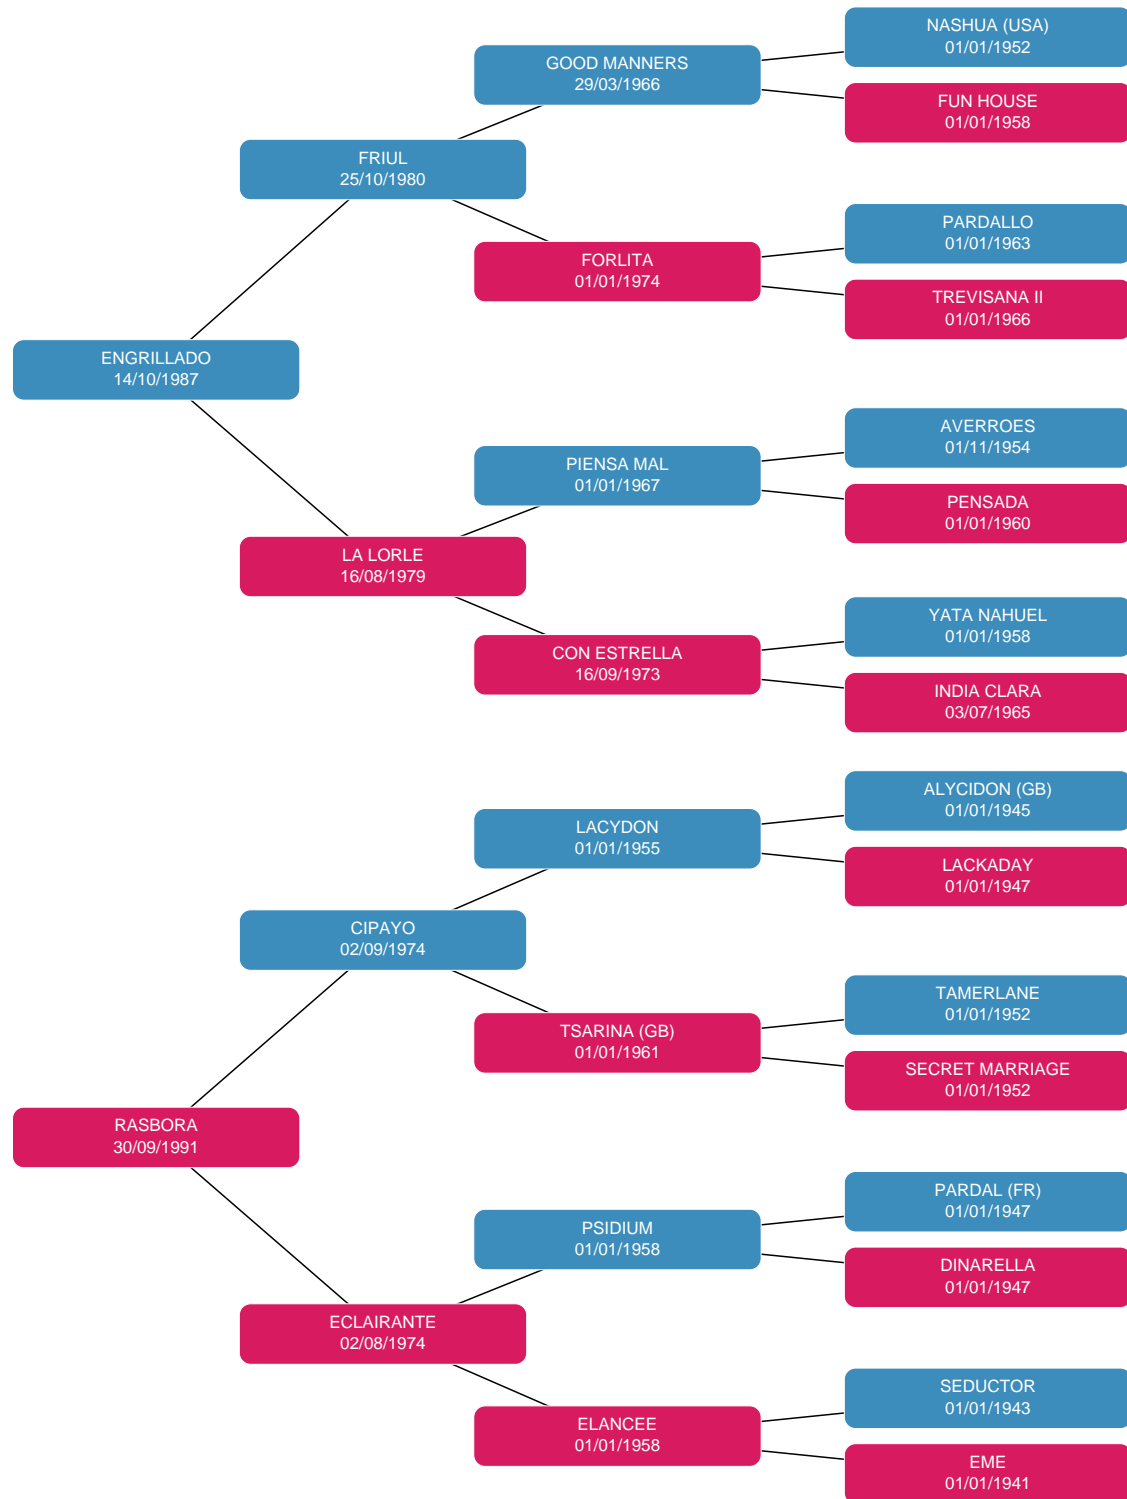 NASHUA (USA)
01/01/1952
GOOD MANNERS
29/03/1966
FUN HOUSE
01/01/1958
FRIUL
25/10/1980
PARDALLO
01/01/1963
FORLITA
01/01/1974
TREVISANA II
01/01/1966
ENGRILLADO
14/10/1987
AVERROES
01/11/1954
PIENSA MAL
01/01/1967
PENSADA
01/01/1960
LA LORLE
16/08/1979
YATA NAHUEL
01/01/1958
CON ESTRELLA
16/09/1973
INDIA CLARA
03/07/1965
ALYCIDON (GB)
01/01/1945
LACYDON
01/01/1955
LACKADAY
01/01/1947
CIPAYO
02/09/1974
TAMERLANE
01/01/1952
TSARINA (GB)
01/01/1961
SECRET MARRIAGE
01/01/1952
RASBORA
30/09/1991
PARDAL (FR)
01/01/1947
PSIDIUM
01/01/1958
DINARELLA
01/01/1947
ECLAIRANTE
02/08/1974
SEDUCTOR
01/01/1943
ELANCEE
01/01/1958
EME
01/01/1941